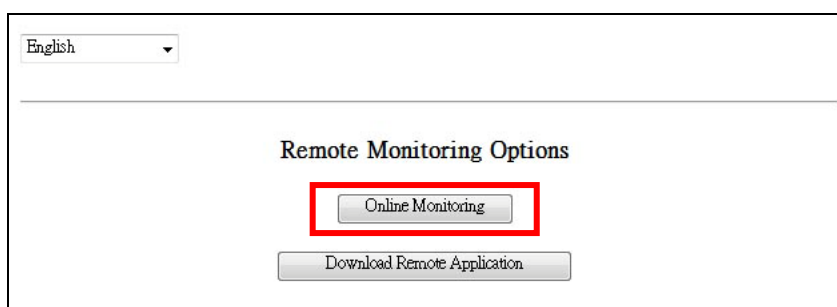 English
Remote Monitoring Options
Online Monitoring
Download Remote Application